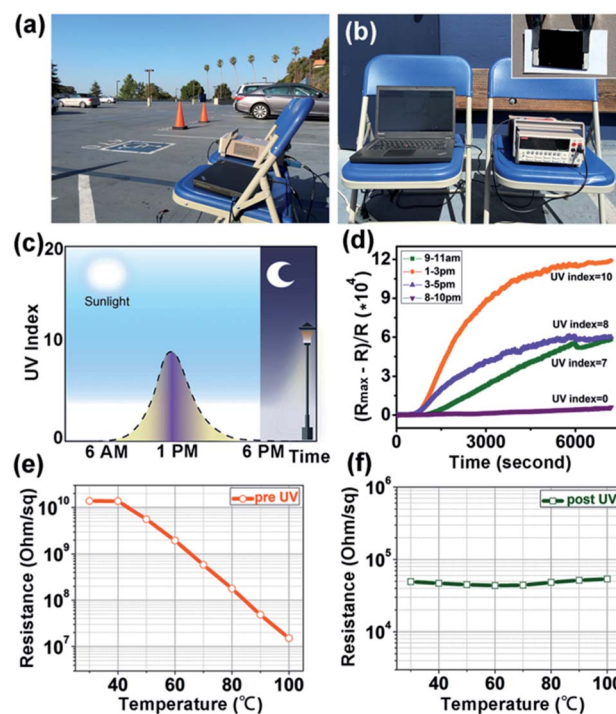 (a)
(b)
(c)
20
10
0
UV Index
Sunlight
6 AM
1 PM
6 PM
Time
(d)
12
9
6
3
0
(Rmax - R)/R (*10⁴)
9-11am
1-3pm
3-5pm
8-10pm
UV index=10
UV index=8
UV index=7
UV index=0
0
3000
6000
Time (second)
(e)
10¹⁰
10⁹
10⁸
10⁷
Resistance (Ohm/sq)
pre UV
40
60
80
100
Temperature (℃)
(f)
10⁶
10⁵
10⁴
Resistance (Ohm/sq)
post UV
40
60
80
100
Temperature (℃)